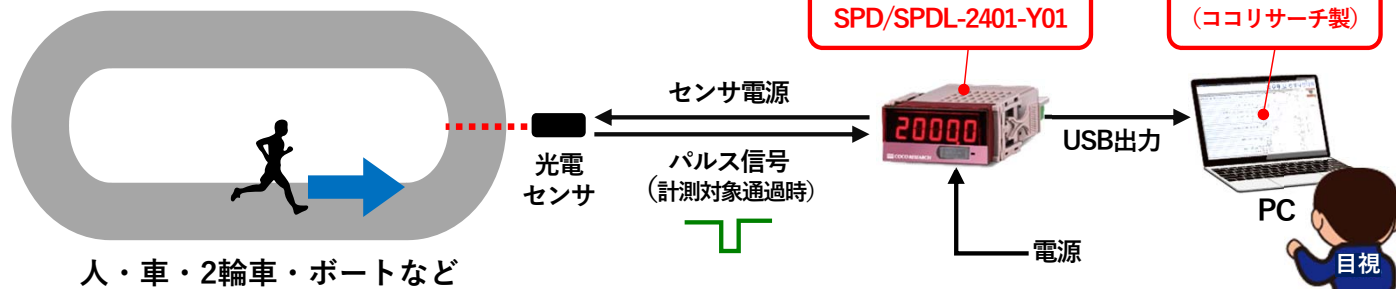 SPD/SPDL-2401-Y01
（ココリサーチ製）
センサ電源
20000
COCO RESEARCH
USB出力
光電
センサ
パルス信号
（計測対象通過時）
PC
電源
目視
人・車・2輪車・ボートなど